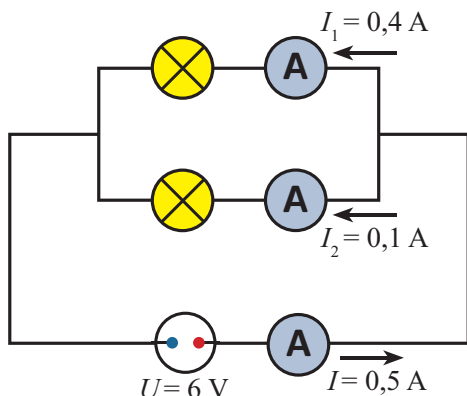 I₁ = 0,4 A
A
A
I₂ = 0,1 A
A
U = 6 V
I = 0,5 A